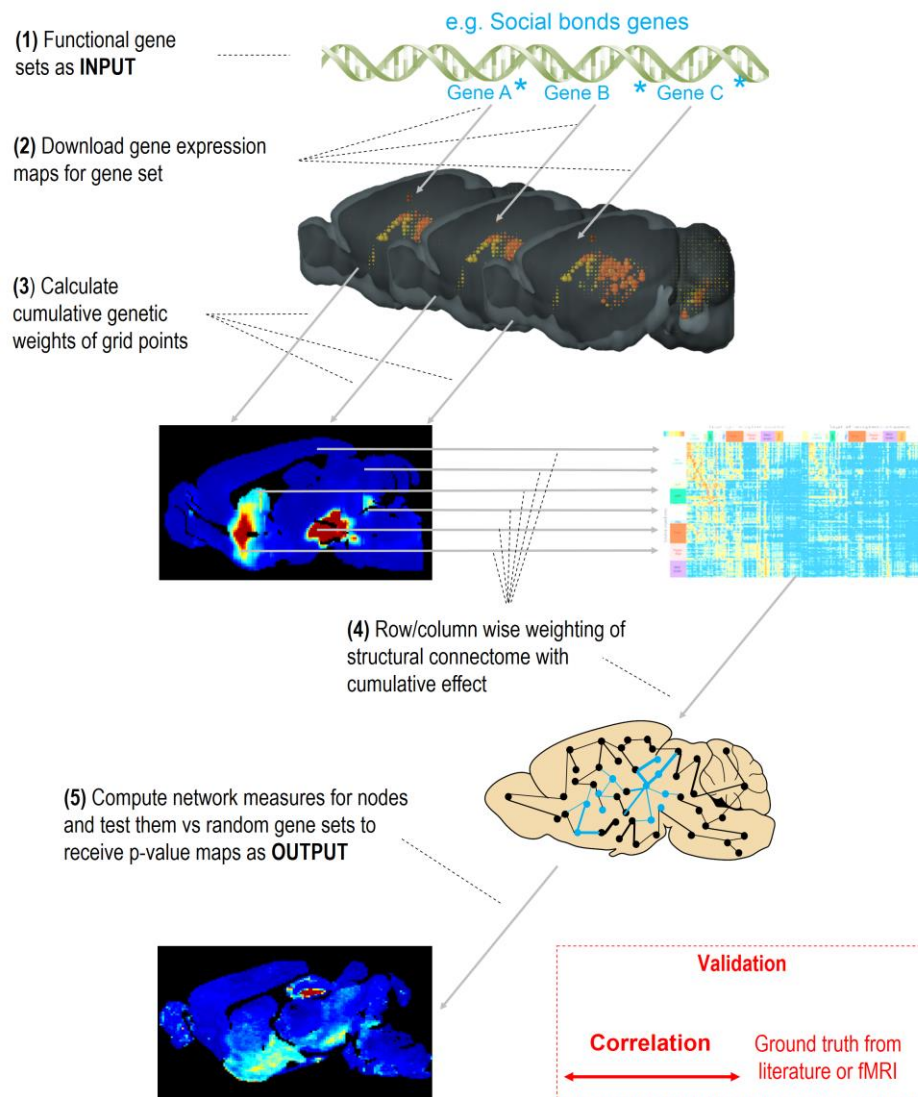 e.g. Social bonds genes
(1) Functional gene
sets as INPUT
Gene A * Gene B * Gene C *
(2) Download gene expression
maps for gene set
(3) Calculate
cumulative genetic
weights of grid points
(4) Row/column wise weighting of
structural connectome with
cumulative effect
(5) Compute network measures for nodes
and test them vs random gene sets to
receive p-value maps as OUTPUT
Validation
Correlation
Ground truth from
literature or fMRI